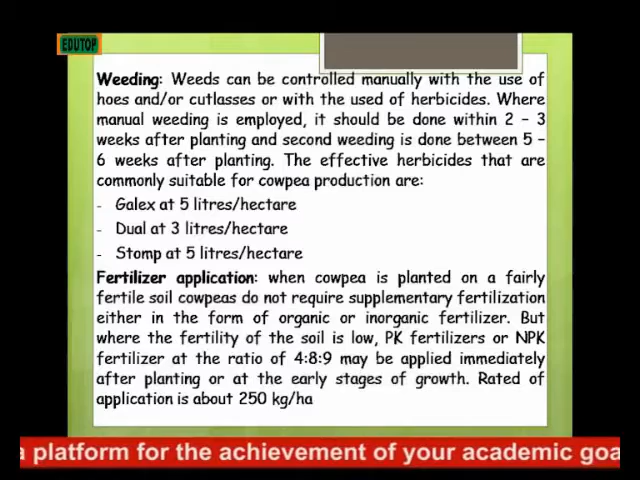 EDUTOP
Weeding: Weeds can be controlled manually with the use of
hoes and/or cutlasses or with the used of herbicides. Where
manual weeding is employed, it should be done within 2 – 3
weeks after planting and second weeding is done between 5 –
6 weeks after planting. The effective herbicides that are
commonly suitable for cowpea production are:
- Galex at 5 litres/hectare
- Dual at 3 litres/hectare
- Stomp at 5 litres/hectare
Fertilizer application: when cowpea is planted on a fairly
fertile soil cowpeas do not require supplementary fertilization
either in the form of organic or inorganic fertilizer. But
where the fertility of the soil is low, PK fertilizers or NPK
fertilizer at the ratio of 4:8:9 may be applied immediately
after planting or at the early stages of growth. Rated of
application is about 250 kg/ha
a platform for the achievement of your academic goa